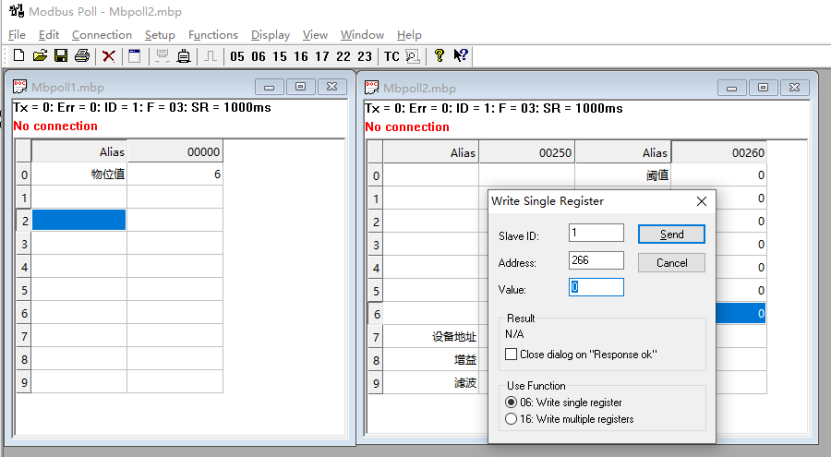 Modbus Poll - Mbpoll2.mbp
File Edit Connection Setup Functions Display View Window Help
05 06 15 16 17 22 23 TC
Mbpoll1.mbp
Tx = 0: Err = 0: ID = 1: F = 03: SR = 1000ms
No connection
Alias 00000
0 物位值 6
1
2
3
4
5
6
7
8
9
Mbpoll2.mbp
Tx = 0: Err = 0: ID = 1: F = 03: SR = 1000ms
No connection
Alias 00250 Alias 00260
0 阈值 0
1 0
2 0
3 0
4 0
5 0
6 0
7 设备地址
8 增益
9 滤波
Write Single Register
Slave ID: 1 Send
Address: 266 Cancel
Value: 0
Result
N/A
Close dialog on "Response ok"
Use Function
06: Write single register
16: Write multiple registers